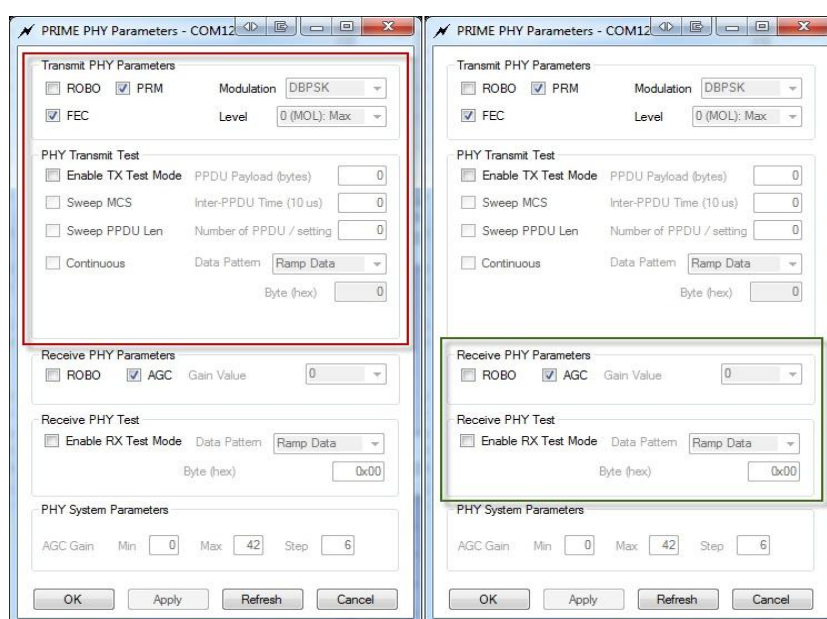 PRIME PHY Parameters - COM12
Transmit PHY Parameters
ROBO PRM Modulation DBPSK
FEC Level 0 (MOL): Max
PHY Transmit Test
Enable TX Test Mode PPDU Payload (bytes) 0
Sweep MCS Inter-PPDU Time (10 us) 0
Sweep PPDU Len Number of PPDU / setting 0
Continuous Data Pattern Ramp Data
Byte (hex) 0
Receive PHY Parameters
ROBO AGC Gain Value 0
Receive PHY Test
Enable RX Test Mode Data Pattern Ramp Data
Byte (hex) 0x00
PHY System Parameters
AGC Gain Min 0 Max 42 Step 6
OK Apply Refresh Cancel
PRIME PHY Parameters - COM12
Transmit PHY Parameters
ROBO PRM Modulation DBPSK
FEC Level 0 (MOL): Max
PHY Transmit Test
Enable TX Test Mode PPDU Payload (bytes) 0
Sweep MCS Inter-PPDU Time (10 us) 0
Sweep PPDU Len Number of PPDU / setting 0
Continuous Data Pattern Ramp Data
Byte (hex) 0
Receive PHY Parameters
ROBO AGC Gain Value 0
Receive PHY Test
Enable RX Test Mode Data Pattern Ramp Data
Byte (hex) 0x00
PHY System Parameters
AGC Gain Min 0 Max 42 Step 6
OK Apply Refresh Cancel